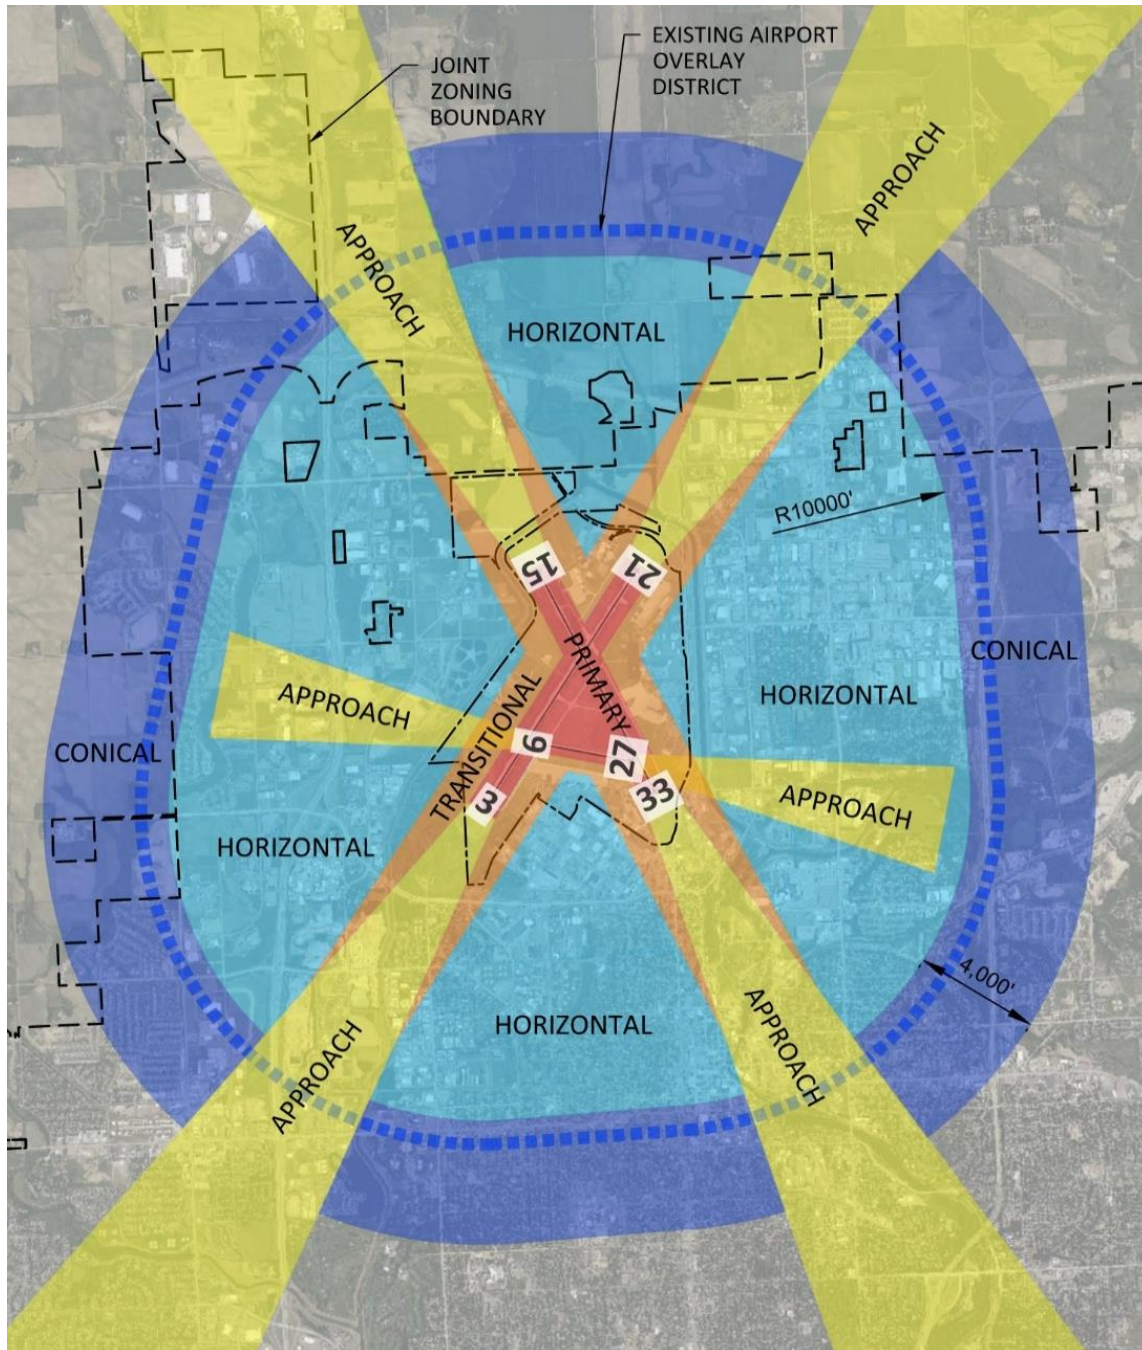 EXISTING AIRPORT
OVERLAY
DISTRICT
JOINT
ZONING
BOUNDARY
APPROACH
APPROACH
HORIZONTAL
R10000'
15
21
PRIMARY
CONICAL
HORIZONTAL
APPROACH
TRANSITIONAL
6
27
CONICAL
33
3
APPROACH
HORIZONTAL
4,000'
HORIZONTAL
APPROACH
APPROACH